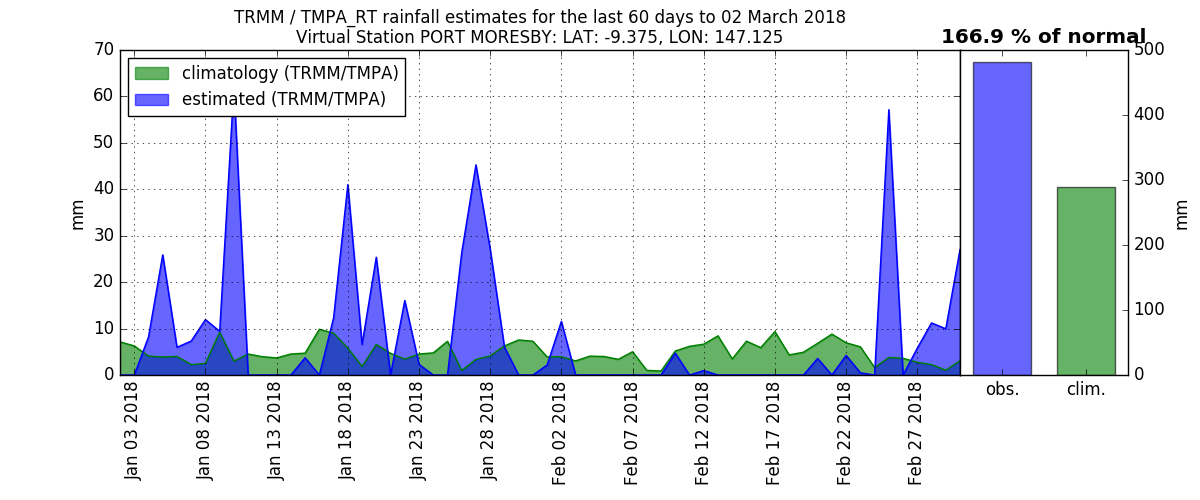 TRMM / TMPA_RT rainfall estimates for the last 60 days to 02 March 2018
Virtual Station PORT MORESBY: LAT: -9.375, LON: 147.125
166.9 % of normal
climatology (TRMM/TMPA)
estimated (TRMM/TMPA)
mm
70
60
50
40
30
20
10
0
Jan 03 2018
Jan 08 2018
Jan 13 2018
Jan 18 2018
Jan 23 2018
Jan 28 2018
Feb 02 2018
Feb 07 2018
Feb 12 2018
Feb 17 2018
Feb 22 2018
Feb 27 2018
obs.
clim.
500
400
300
200
100
0
mm